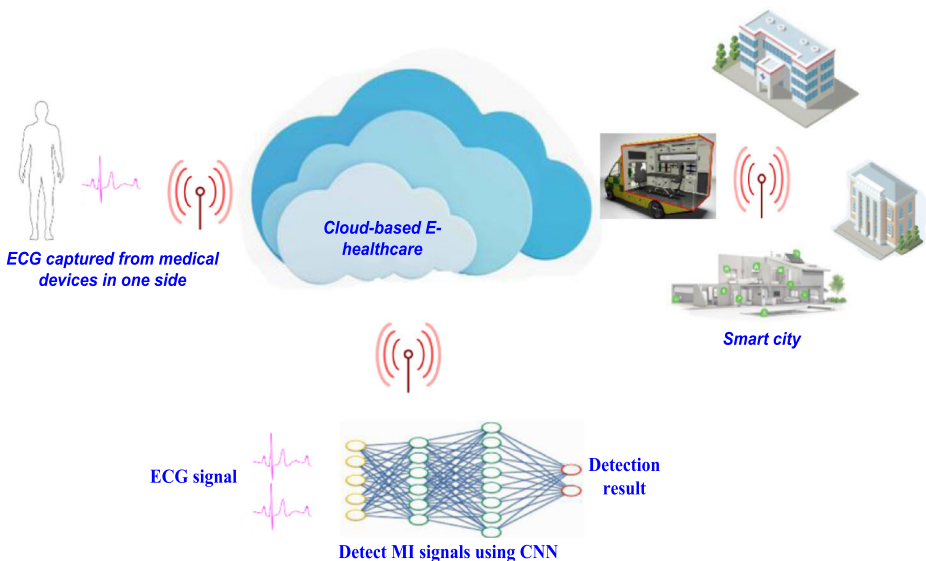 Cloud-based E-
healthcare
ECG captured from medical
devices in one side
Smart city
ECG signal
Detection
result
Detect MI signals using CNN